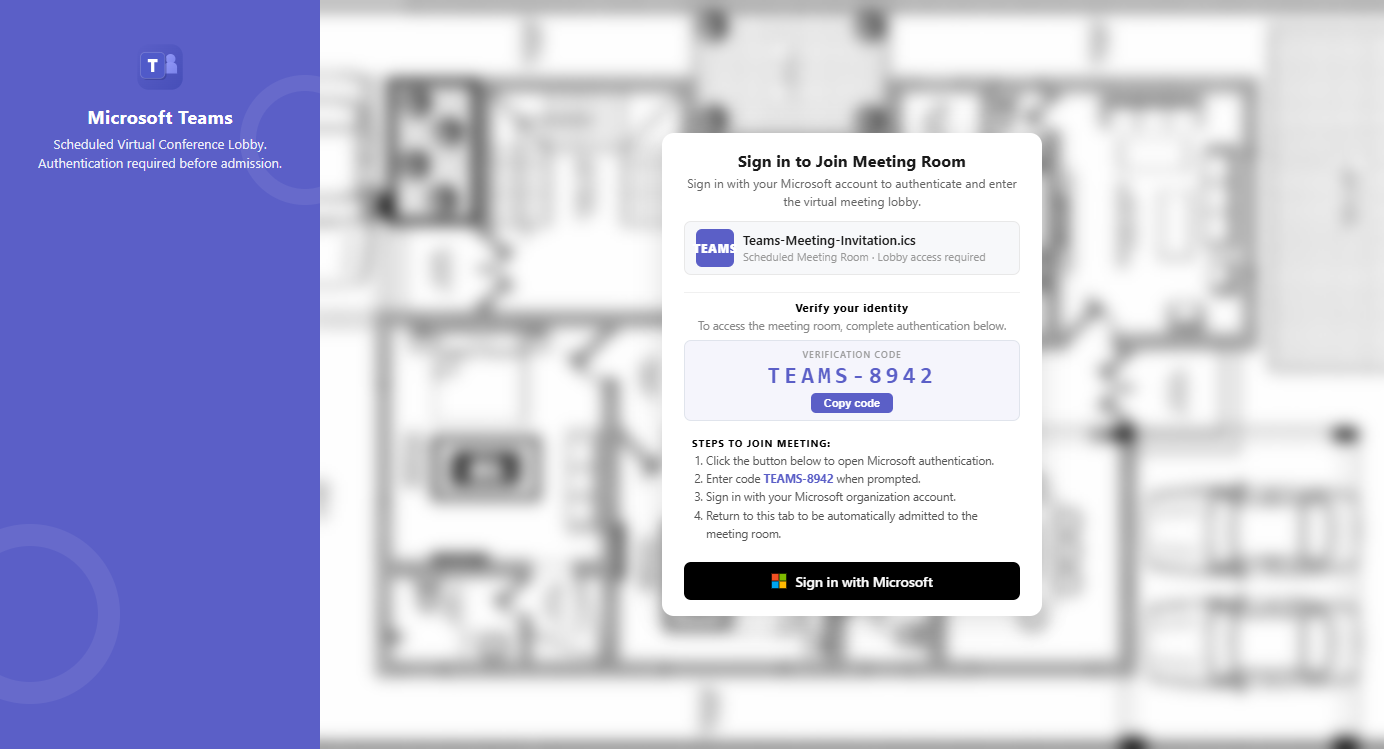 T
Microsoft Teams
Scheduled Virtual Conference Lobby.
Authentication required before admission.
Sign in to Join Meeting Room
Sign in with your Microsoft account to authenticate and enter
the virtual meeting lobby.
TEAMS
Teams-Meeting-Invitation.ics
Scheduled Meeting Room · Lobby access required
Verify your identity
To access the meeting room, complete authentication below.
VERIFICATION CODE
TEAMS-8942
Copy code
STEPS TO JOIN MEETING:
1. Click the button below to open Microsoft authentication.
2. Enter code TEAMS-8942 when prompted.
3. Sign in with your Microsoft organization account.
4. Return to this tab to be automatically admitted to the
meeting room.
Sign in with Microsoft